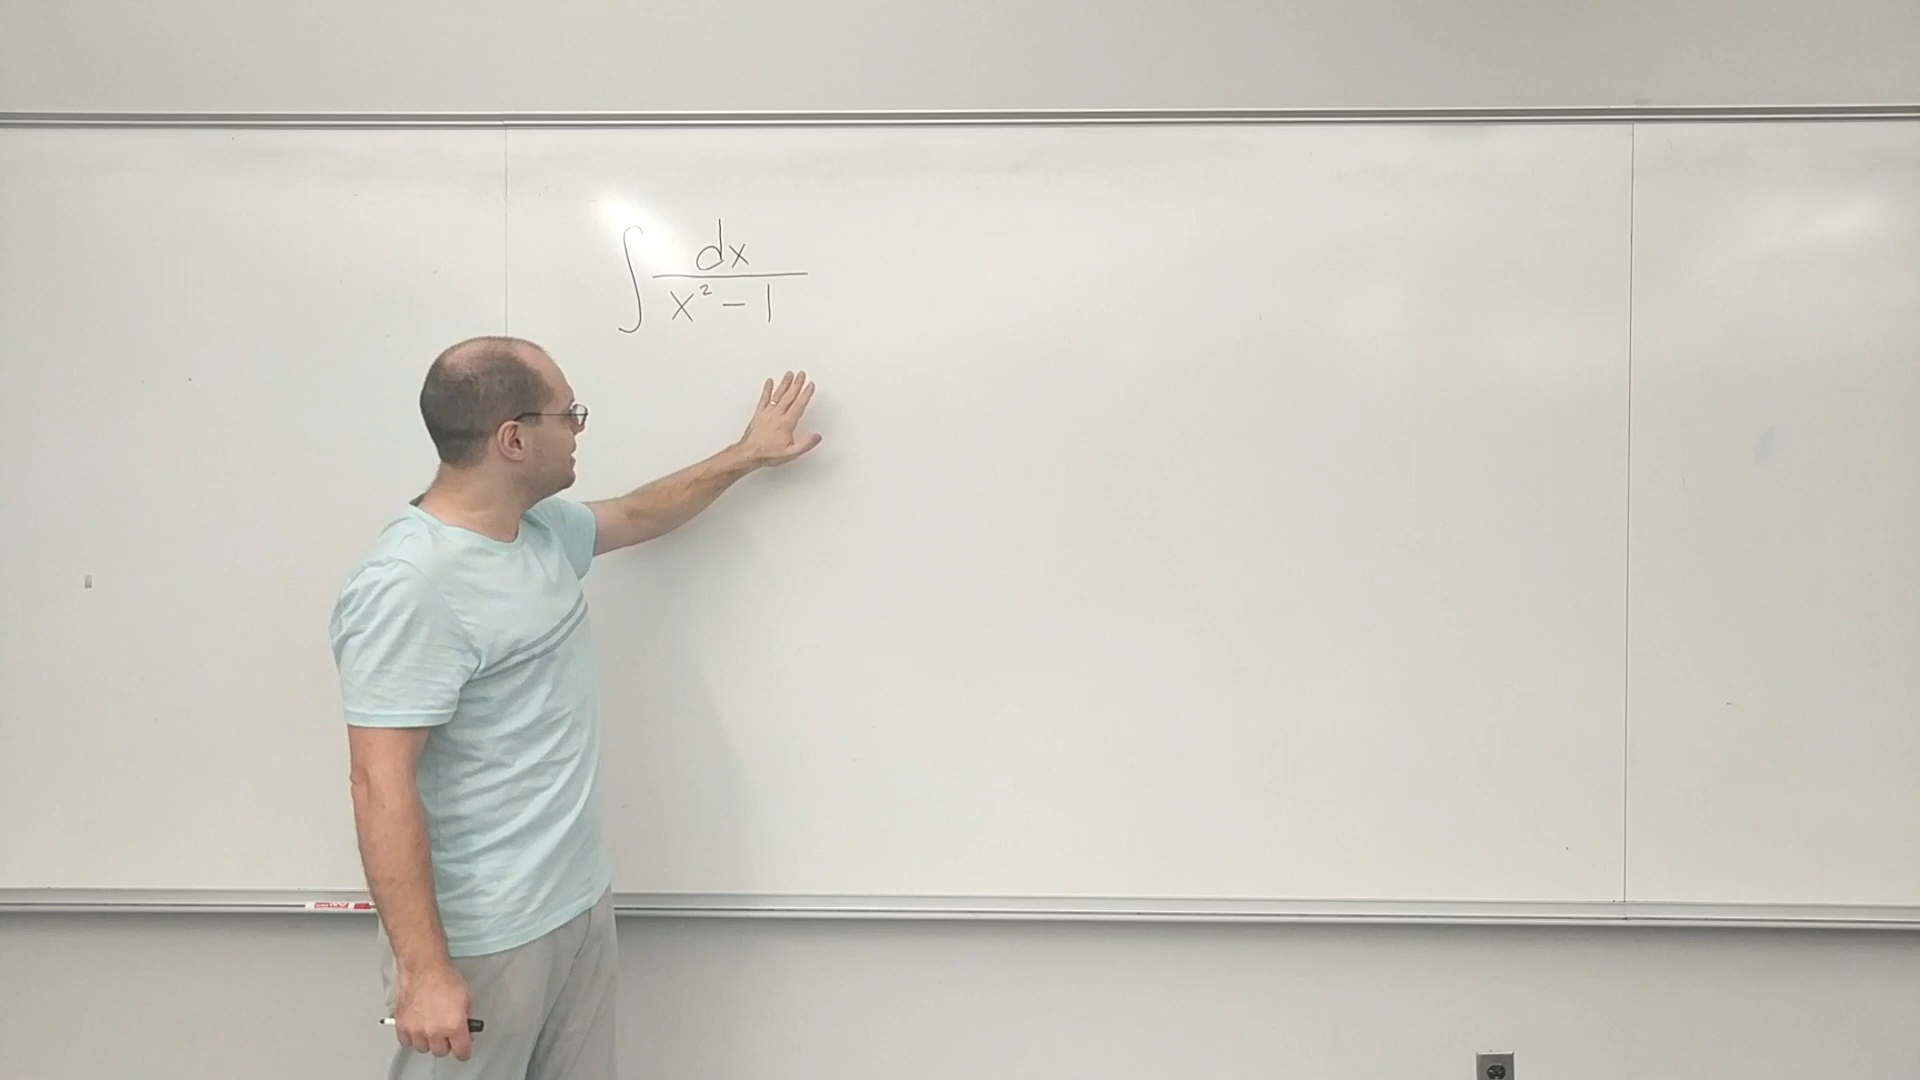 ∫ dx
x² - 1